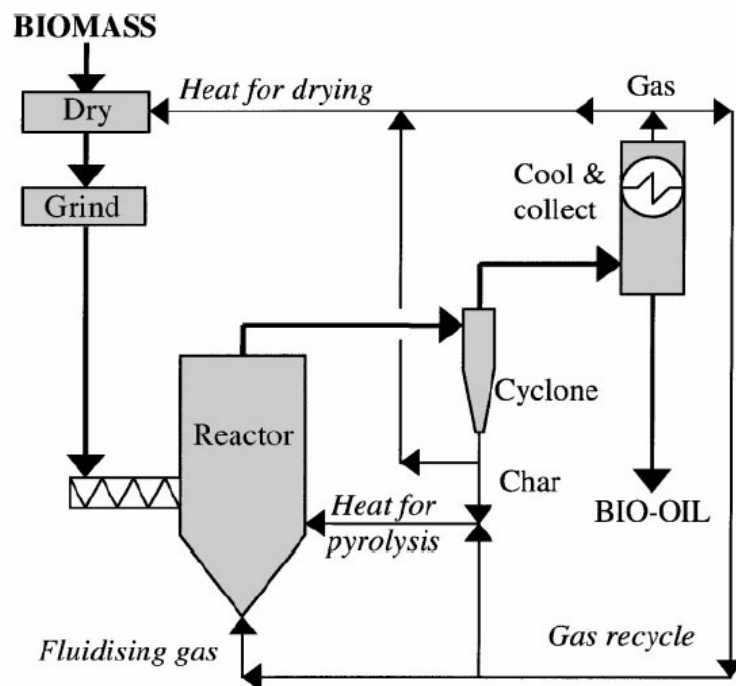 BIOMASS
Heat for drying
Gas
Dry
Cool &
collect
Grind
Cyclone
Reactor
Char
Heat for
pyrolysis
BIO-OIL
Fluidising gas
Gas recycle